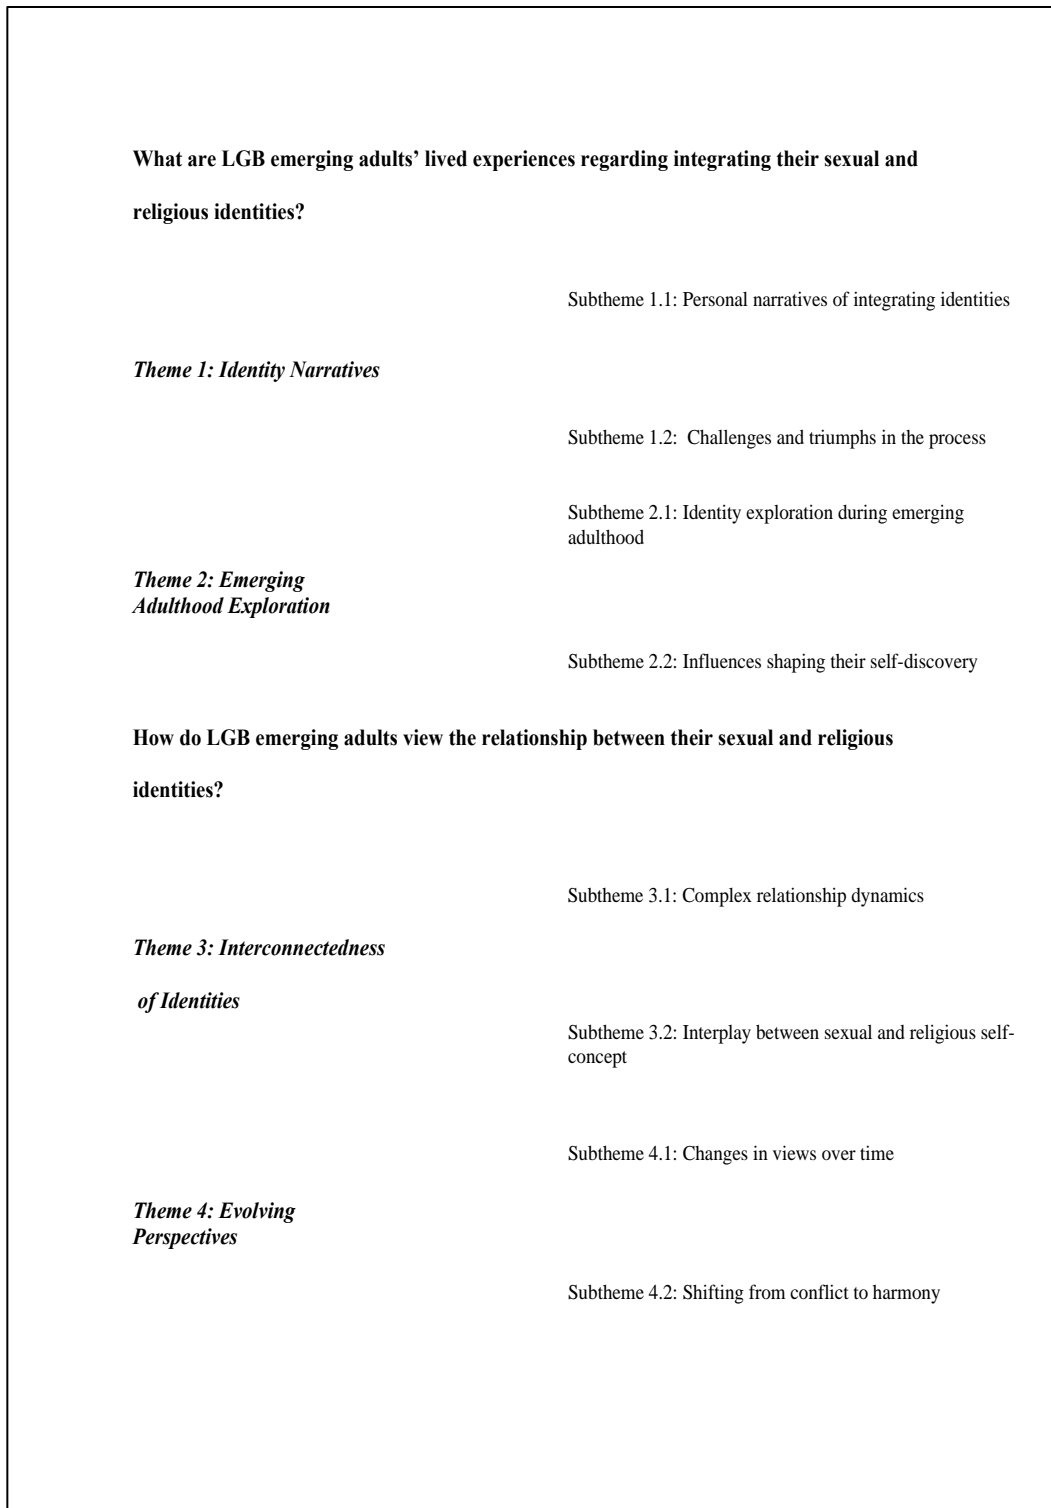 What are LGB emerging adults’ lived experiences regarding integrating their sexual and
religious identities?
Subtheme 1.1: Personal narratives of integrating identities
Theme 1: Identity Narratives
Subtheme 1.2:  Challenges and triumphs in the process
Subtheme 2.1: Identity exploration during emerging
adulthood
Theme 2: Emerging
Adulthood Exploration
Subtheme 2.2: Influences shaping their self-discovery
How do LGB emerging adults view the relationship between their sexual and religious
identities?
Subtheme 3.1: Complex relationship dynamics
Theme 3: Interconnectedness
of Identities
Subtheme 3.2: Interplay between sexual and religious self-
concept
Subtheme 4.1: Changes in views over time
Theme 4: Evolving
Perspectives
Subtheme 4.2: Shifting from conflict to harmony